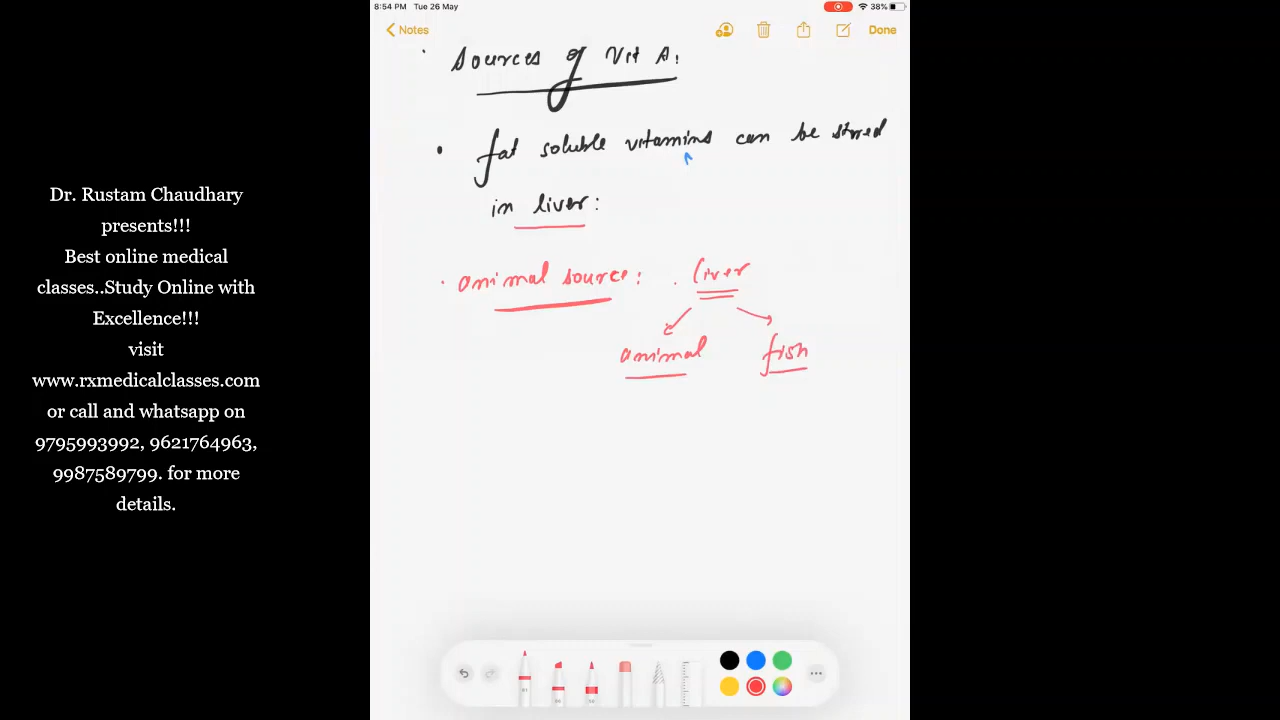 8:54 PM Tue 26 May
38%
Notes
Done
Sources of Vit A:
• fat soluble vitamins can be stored
in liver:
Dr. Rustam Chaudhary
presents!!!
Best online medical
classes..Study Online with
Excellence!!!
visit
www.rxmedicalclasses.com
or call and whatsapp on
9795993992, 9621764963,
9987589799. for more
details.
· animal source: . liver
animal fish